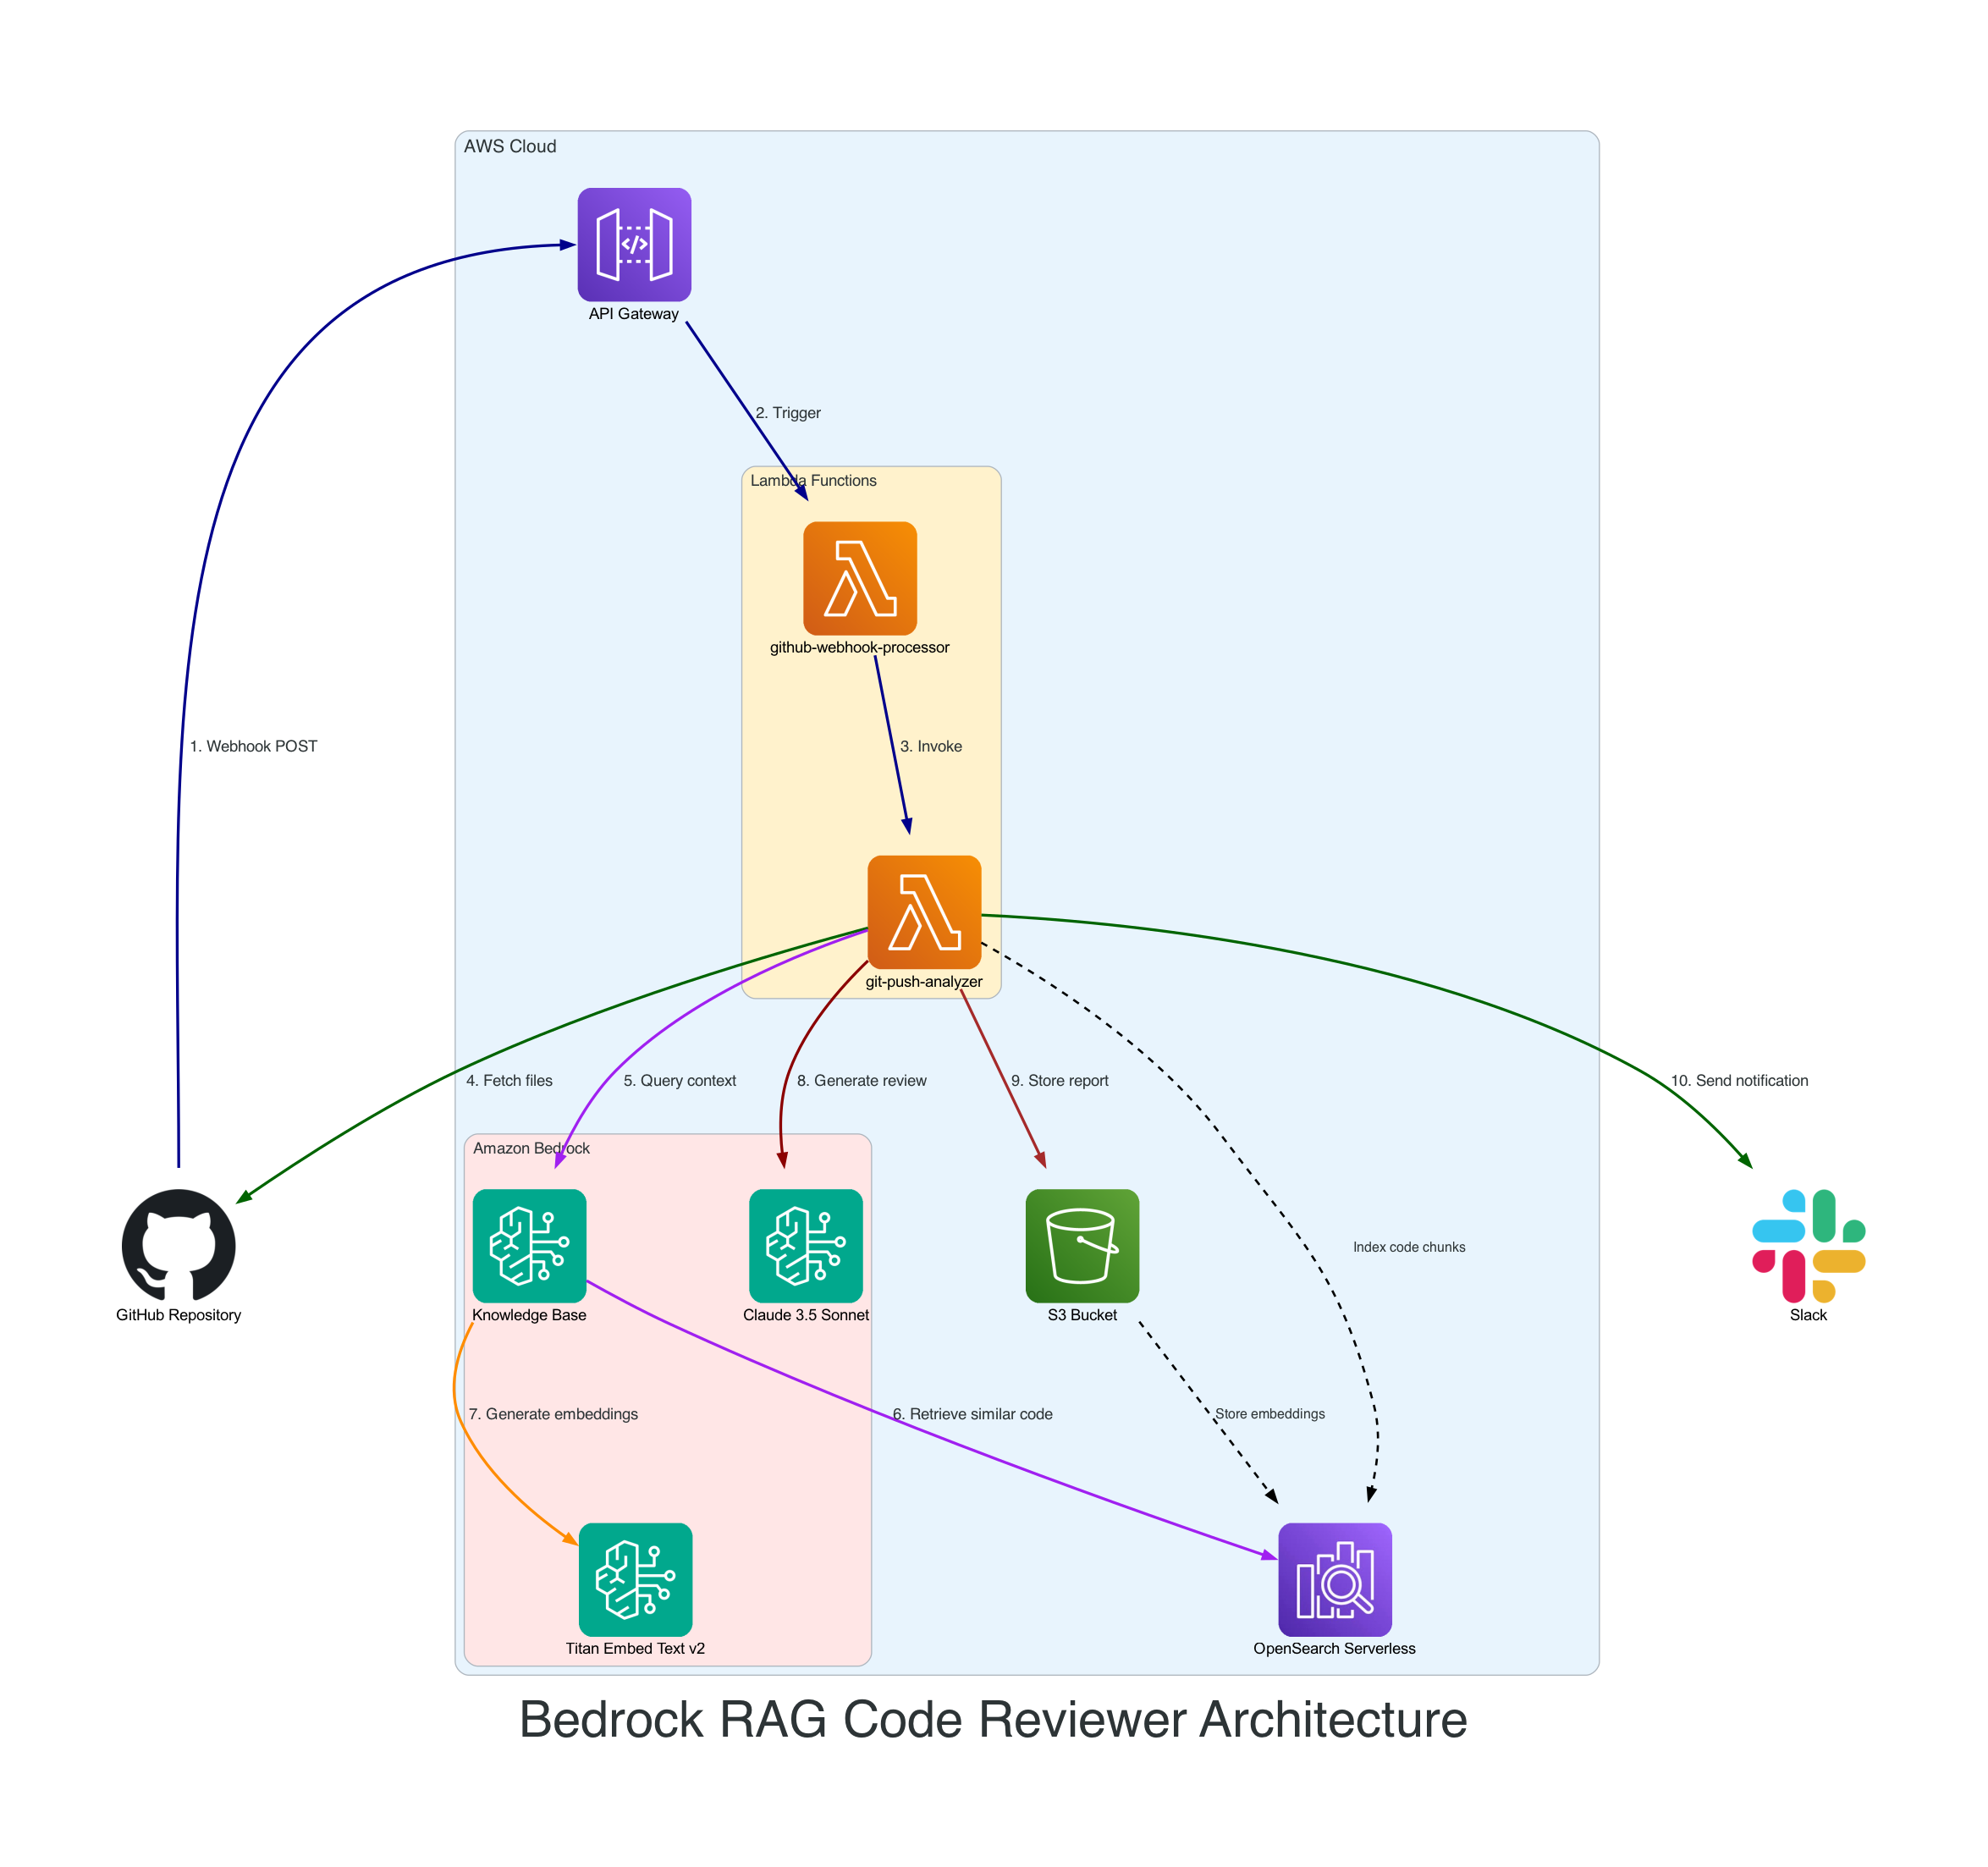 AWS Cloud
API Gateway
2. Trigger
Lambda Functions
github-webhook-processor
1. Webhook POST
3. Invoke
git-push-analyzer
4. Fetch files
5. Query context
8. Generate review
9. Store report
10. Send notification
Amazon Bedrock
Index code chunks
GitHub Repository
Knowledge Base
Claude 3.5 Sonnet
S3 Bucket
Slack
7. Generate embeddings
6. Retrieve similar code
Store embeddings
Titan Embed Text v2
OpenSearch Serverless
Bedrock RAG Code Reviewer Architecture